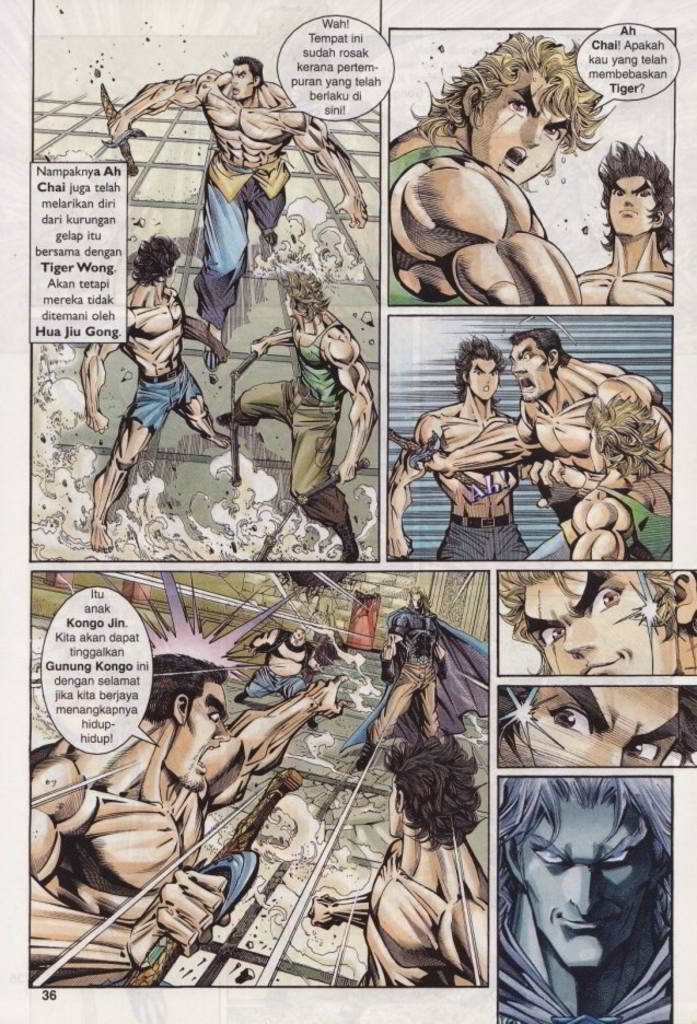 Wah!
Tempat ini
sudah rosak
kerana pertem-
puran yang telah
berlaku di
sini!
Nampaknya Ah
Chai juga telah
melarikan diri
dari kurungan
gelap itu
bersama dengan
Tiger Wong.
Akan tetapi
mereka tidak
ditemani oleh
Hua Jiu Gong.
Ah
Chai! Apakah
kau yang telah
membebaskan
Tiger?
Ah!
Itu
anak
Kongo Jin.
Kita akan dapat
tinggalkan
Gunung Kongo ini
dengan selamat
jika kita berjaya
menangkapnya
hidup-
hidup!
36